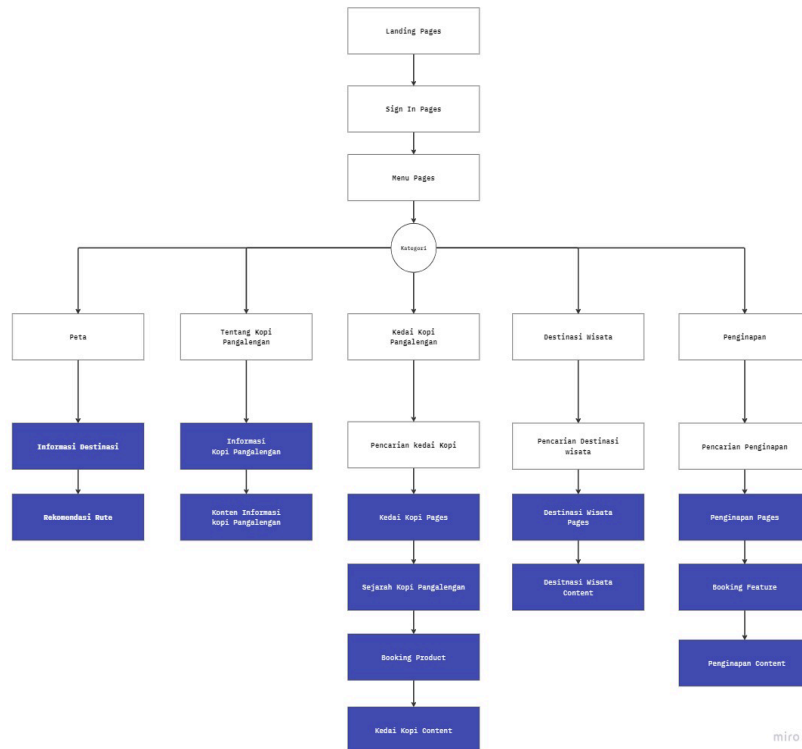 Landing Pages
Sign In Pages
Menu Pages
Kategori
Peta
Tentang Kopi
Pangalengan
Kedai Kopi
Pangalengan
Destinasi Wisata
Penginapan
Informasi Destinasi
Informasi
Kopi Pangalengan
Pencarian kedai Kopi
Pencarian Destinasi
wisata
Pencarian Penginapan
Rekomendasi Rute
Konten Informasi
kopi Pangalengan
Kedai Kopi Pages
Destinasi Wisata
Pages
Penginapan Pages
Sejarah Kopi Pangalengan
Desitnasi Wisata
Content
Booking Feature
Booking Product
Penginapan Content
Kedai Kopi Content
miro